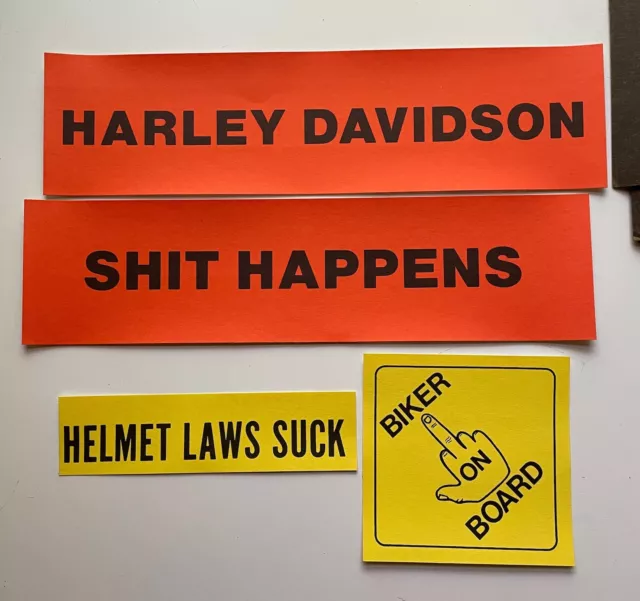 HARLEY DAVIDSON
SHIT HAPPENS
HELMET LAWS SUCK
BIKER
ON
BOARD